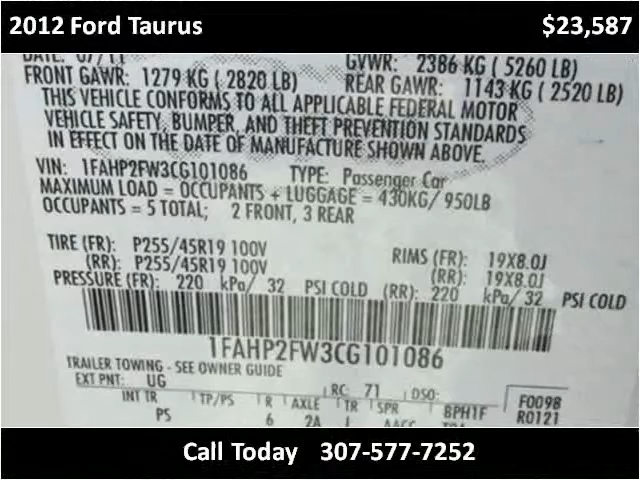 2012 Ford Taurus $23,587
DATE: 07/11 GVWR: 2386 KG ( 5260 LB)
FRONT GAWR: 1279 KG ( 2820 LB) REAR GAWR: 1143 KG ( 2520 LB)
THIS VEHICLE CONFORMS TO ALL APPLICABLE FEDERAL MOTOR
VEHICLE SAFETY, BUMPER, AND THEFT PREVENTION STANDARDS
IN EFFECT ON THE DATE OF MANUFACTURE SHOWN ABOVE.
VIN: 1FAHP2FW3CG101086 TYPE: Passenger Car
MAXIMUM LOAD = OCCUPANTS + LUGGAGE = 430KG/ 950LB
OCCUPANTS = 5 TOTAL; 2 FRONT, 3 REAR
TIRE (FR): P255/45R19 100V RIMS (FR): 19X8.0J
(RR): P255/45R19 100V (RR): 19X8.0J
PRESSURE (FR): 220 kPa/ 32 PSI COLD (RR): 220 kPa/ 32 PSI COLD
1FAHP2FW3CG101086
TRAILER TOWING - SEE OWNER GUIDE
EXT PNT: UG RC: 71 DSO: F0098
INT TR TP/PS R AXLE TR SPR BPH1F R0121
PS 6 2A
Call Today 307-577-7252